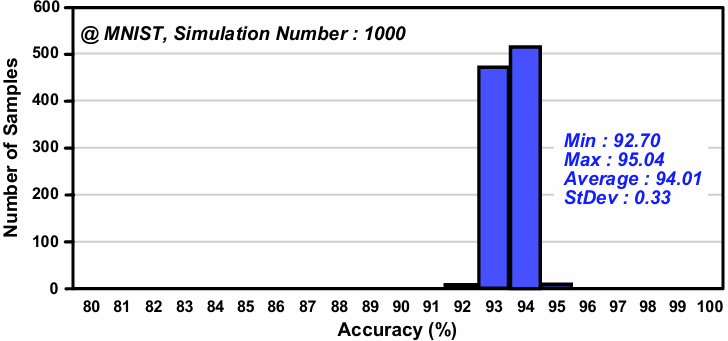 600
500
400
300
200
100
0
Number of Samples
@ MNIST, Simulation Number : 1000
Min : 92.70
Max : 95.04
Average : 94.01
StDev : 0.33
80 81 82 83 84 85 86 87 88 89 90 91 92 93 94 95 96 97 98 99 100
Accuracy (%)